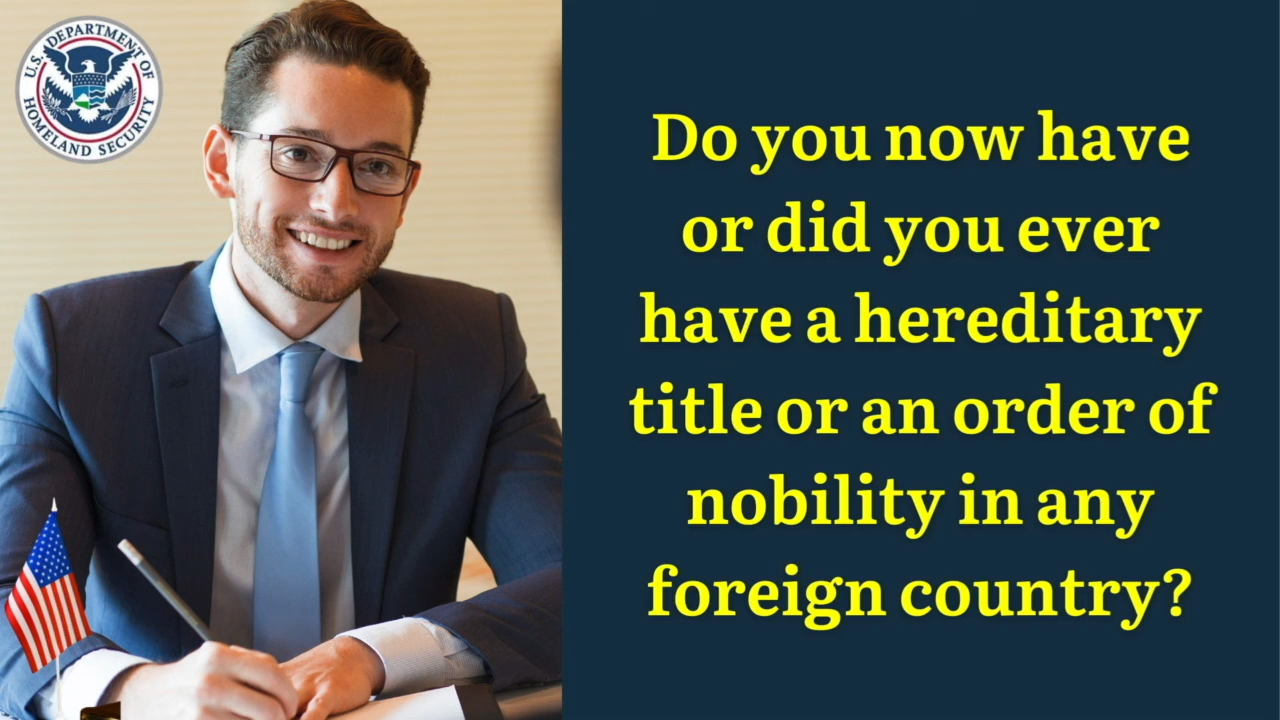 U.S. DEPARTMENT OF
HOMELAND SECURITY
Do you now have
or did you ever
have a hereditary
title or an order of
nobility in any
foreign country?